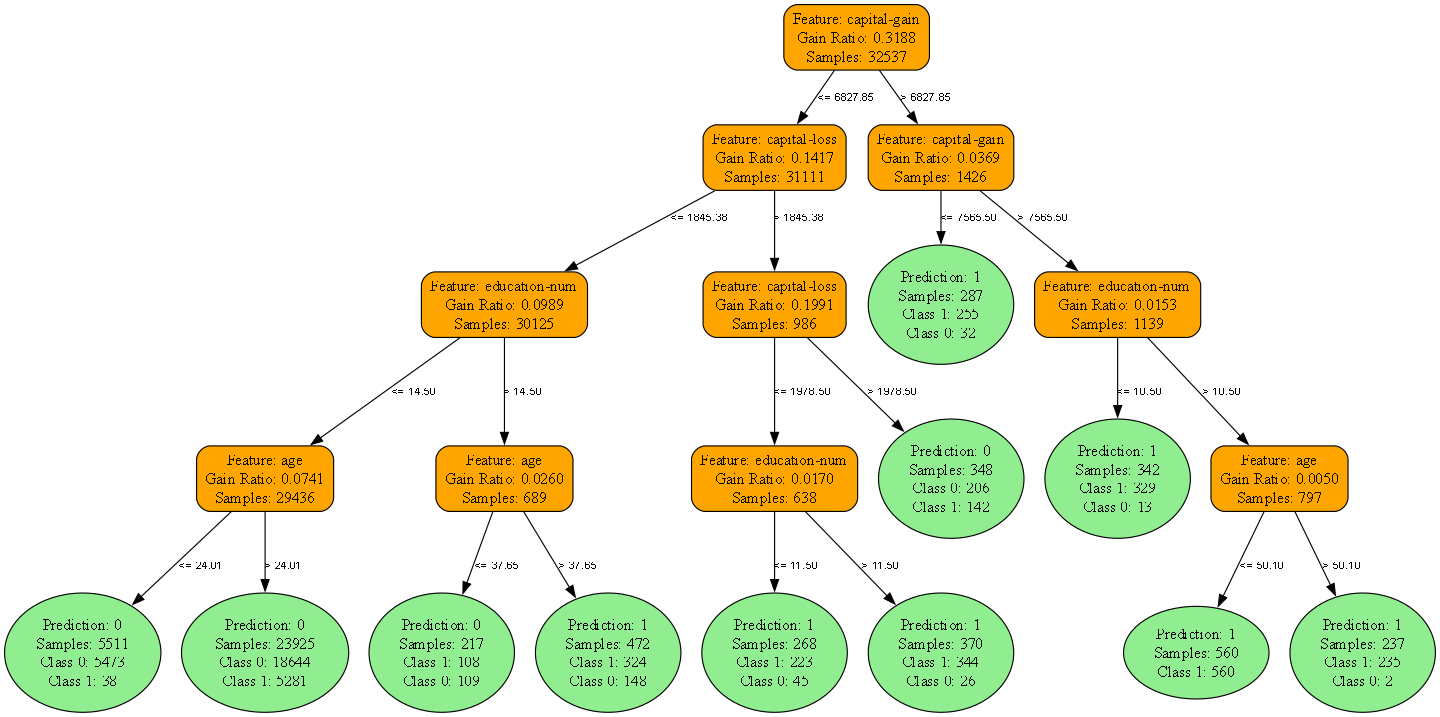 Feature: capital-gain
Gain Ratio: 0.3188
Samples: 32537
<= 6827.85
> 6827.85
Feature: capital-loss
Gain Ratio: 0.1417
Samples: 31111
Feature: capital-gain
Gain Ratio: 0.0369
Samples: 1426
<= 1845.38
> 1845.38
<= 7565.50
> 7565.50
Feature: education-num
Gain Ratio: 0.0989
Samples: 30125
Feature: capital-loss
Gain Ratio: 0.1991
Samples: 986
Prediction: 1
Samples: 287
Class 1: 255
Class 0: 32
Feature: education-num
Gain Ratio: 0.0153
Samples: 1139
<= 14.50
> 14.50
<= 1978.50
> 1978.50
<= 10.50
> 10.50
Feature: age
Gain Ratio: 0.0741
Samples: 29436
Feature: age
Gain Ratio: 0.0260
Samples: 689
Feature: education-num
Gain Ratio: 0.0170
Samples: 638
Prediction: 0
Samples: 348
Class 0: 206
Class 1: 142
Prediction: 1
Samples: 342
Class 1: 329
Class 0: 13
Feature: age
Gain Ratio: 0.0050
Samples: 797
<= 24.01
> 24.01
<= 37.65
> 37.65
<= 11.50
> 11.50
<= 50.10
> 50.10
Prediction: 0
Samples: 5511
Class 0: 5473
Class 1: 38
Prediction: 0
Samples: 23925
Class 0: 18644
Class 1: 5281
Prediction: 0
Samples: 217
Class 1: 108
Class 0: 109
Prediction: 1
Samples: 472
Class 1: 324
Class 0: 148
Prediction: 1
Samples: 268
Class 1: 223
Class 0: 45
Prediction: 1
Samples: 370
Class 1: 344
Class 0: 26
Prediction: 1
Samples: 560
Class 1: 560
Prediction: 1
Samples: 237
Class 1: 235
Class 0: 2